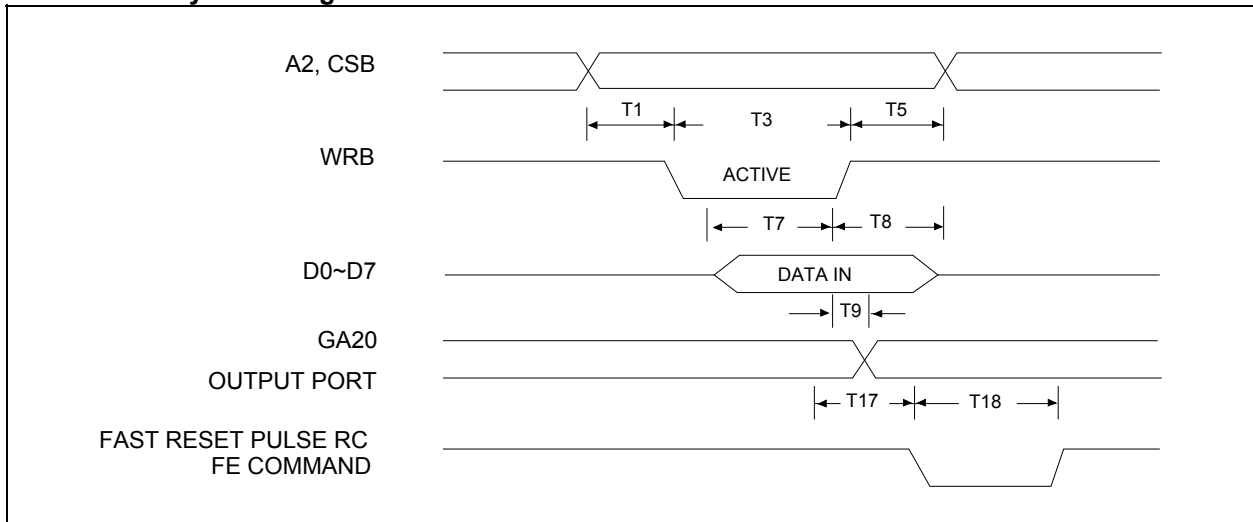 A2, CSB
T1
T3
T5
WRB
ACTIVE
T7
T8
D0~D7
DATA IN
T9
GA20
OUTPUT PORT
T17
T18
FAST RESET PULSE RC
FE COMMAND